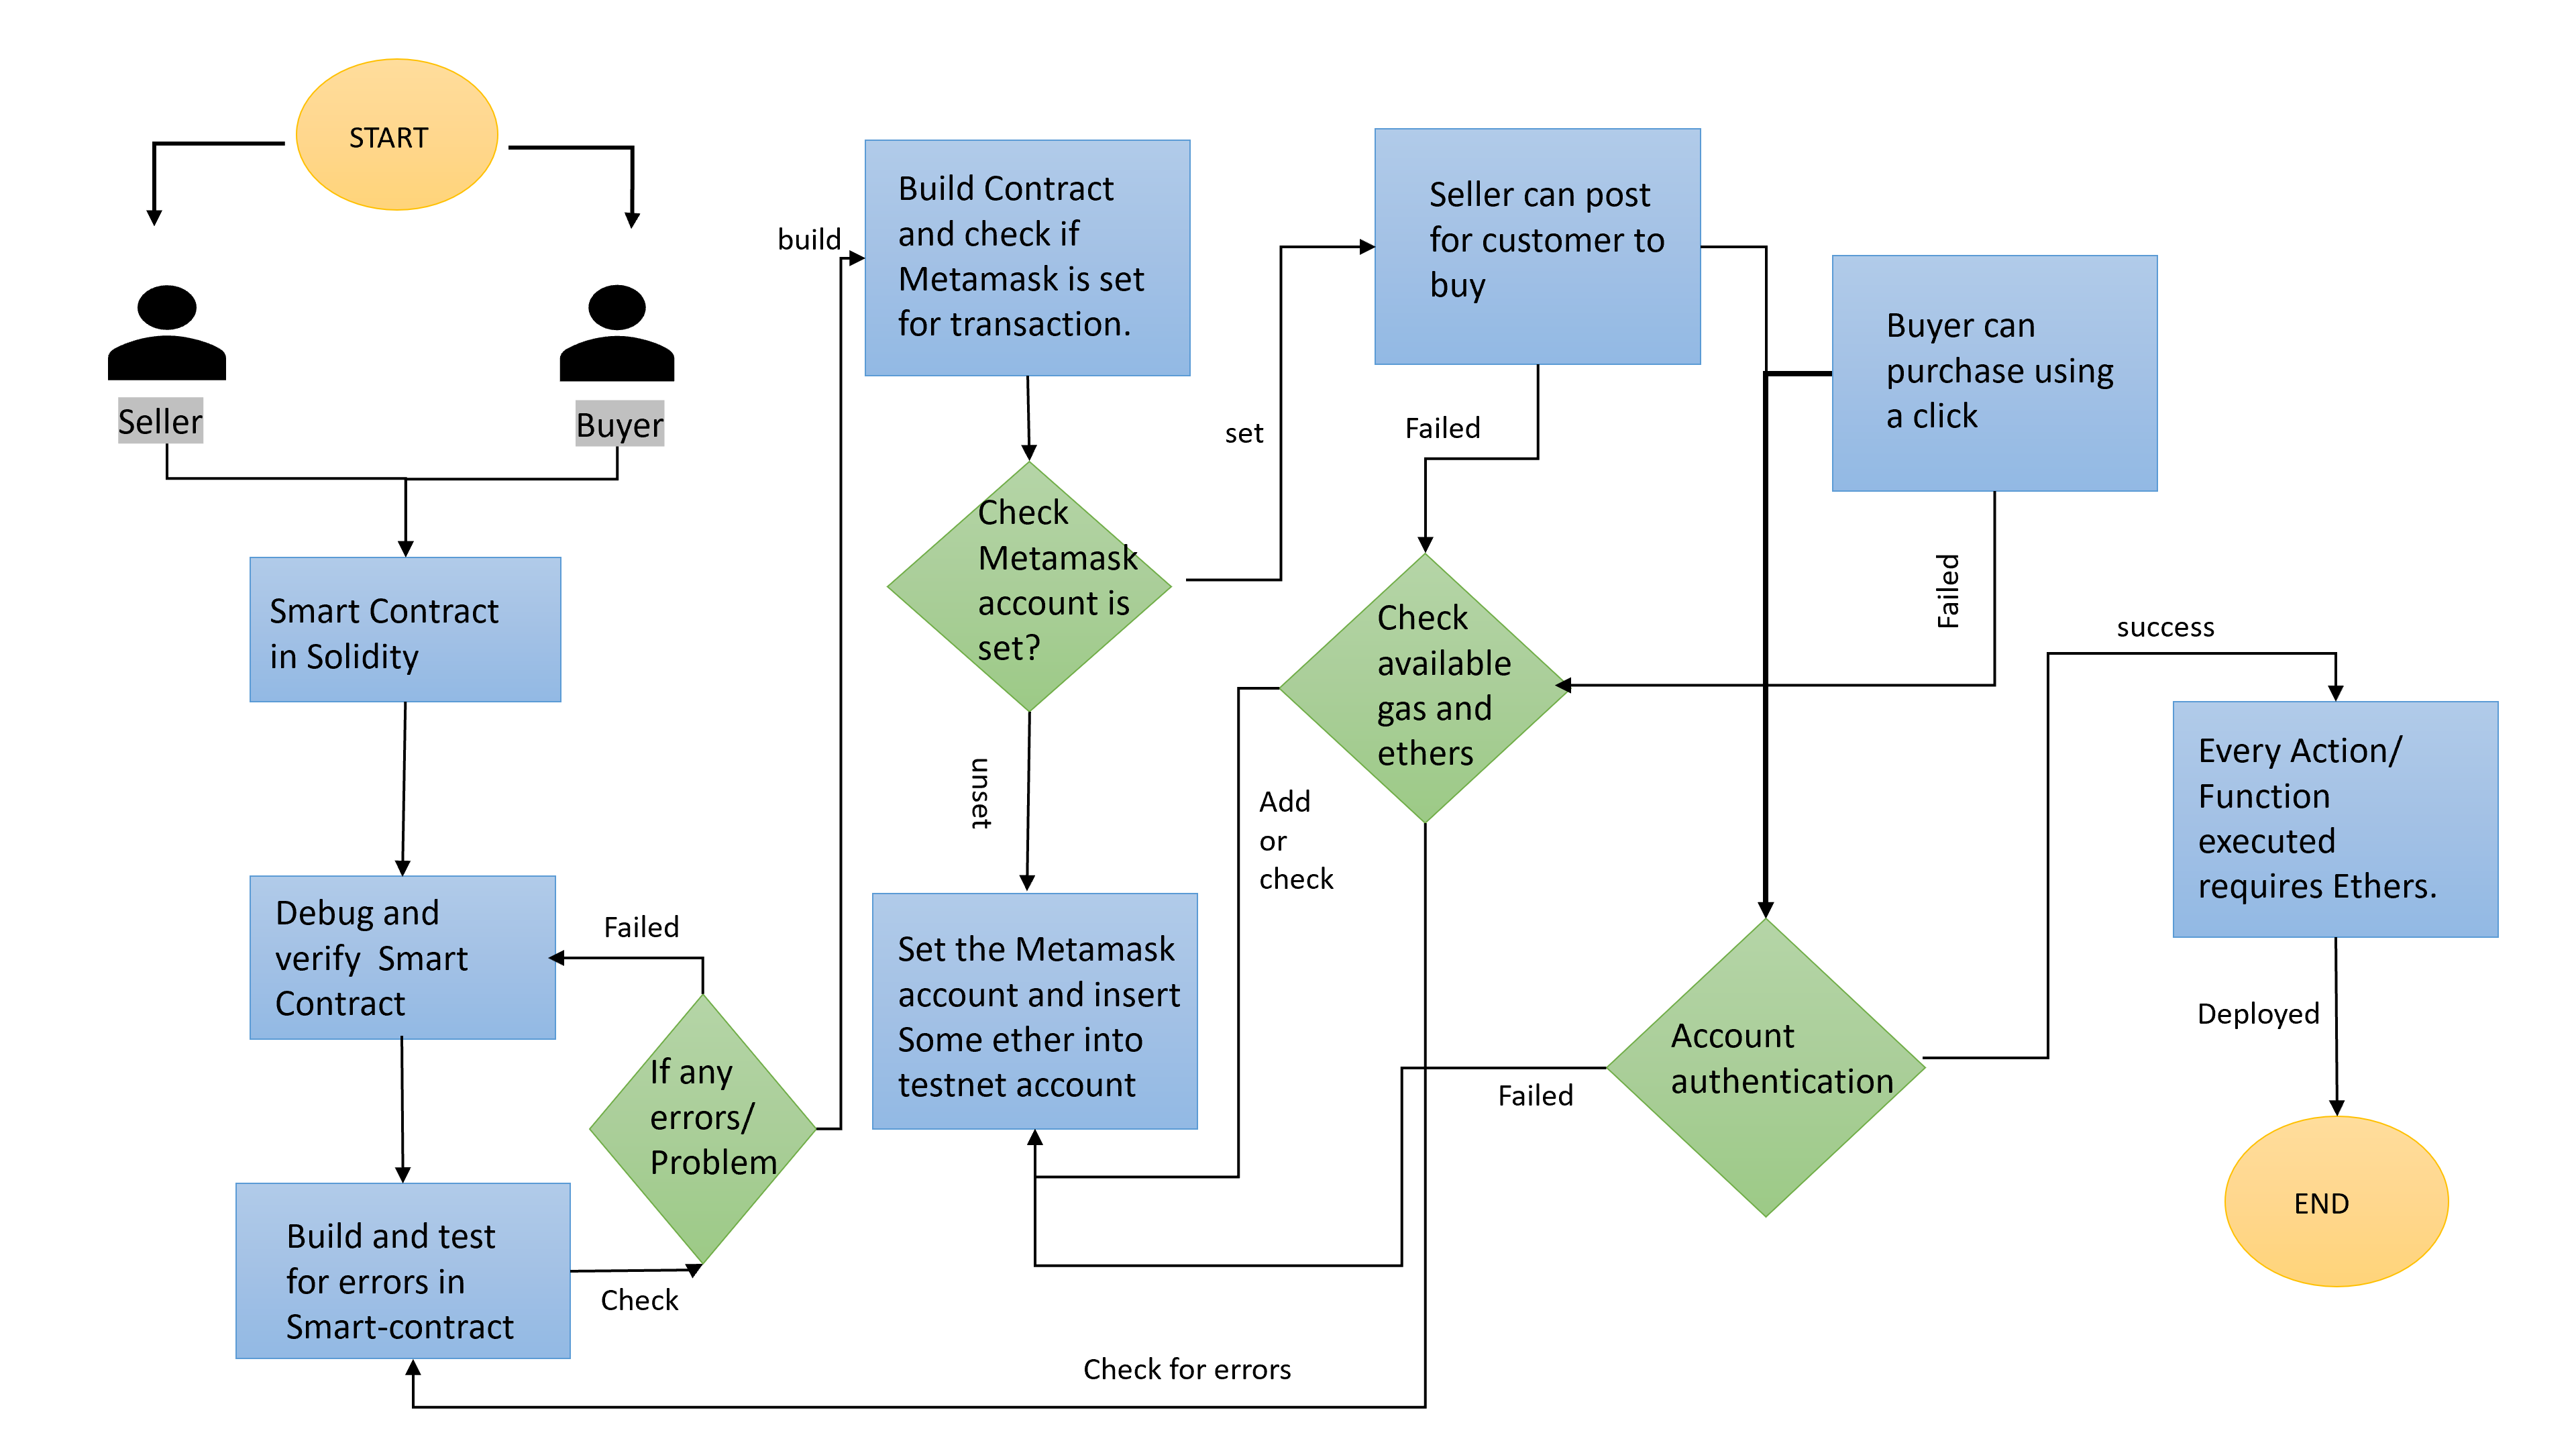 START
Seller
Buyer
Smart Contract
in Solidity
Debug and
verify  Smart
Contract
Failed
If any
errors/
Problem
Build and test
for errors in
Smart-contract
Check
build
Build Contract
and check if
Metamask is set
for transaction.
Check
Metamask
account is
set?
set
unset
Set the Metamask
account and insert
Some ether into
testnet account
Seller can post
for customer to
buy
Failed
Check
available
gas and
ethers
Add
or
check
Check for errors
Buyer can
purchase using
a click
Failed
Account
authentication
Failed
success
Every Action/
Function
executed
requires Ethers.
Deployed
END